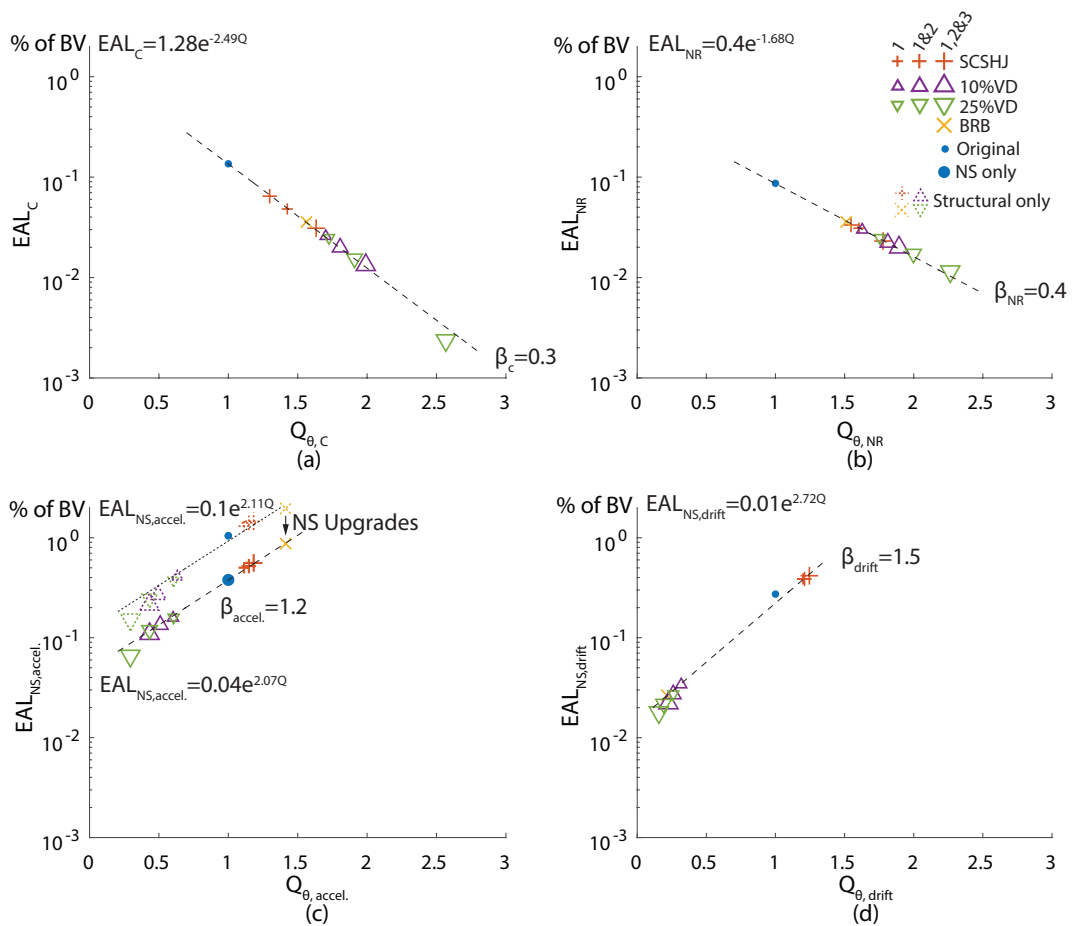 % of BV EAL_C=1.28e^-2.49Q
10^0
10^-1
10^-2
10^-3
EAL_C
β_c=0.3
0 0.5 1 1.5 2 2.5 3
Q_θ, C
(a)
% of BV EAL_NR=0.4e^-1.68Q
1 1&2 1,2&3
SCSHJ
10%VD
25%VD
BRB
Original
NS only
Structural only
10^0
10^-1
10^-2
10^-3
EAL_NR
β_NR=0.4
0 0.5 1 1.5 2 2.5 3
Q_θ, NR
(b)
% of BV
EAL_NS,accel.=0.1e^2.11Q
NS Upgrades
10^0
10^-1
10^-2
10^-3
EAL_NS,accel.
β_accel.=1.2
EAL_NS,accel.=0.04e^2.07Q
0 0.5 1 1.5 2 2.5 3
Q_θ, accel.
(c)
% of BV EAL_NS,drift=0.01e^2.72Q
10^0
10^-1
10^-2
10^-3
EAL_NS,drift
β_drift=1.5
0 0.5 1 1.5 2 2.5 3
Q_θ, drift
(d)